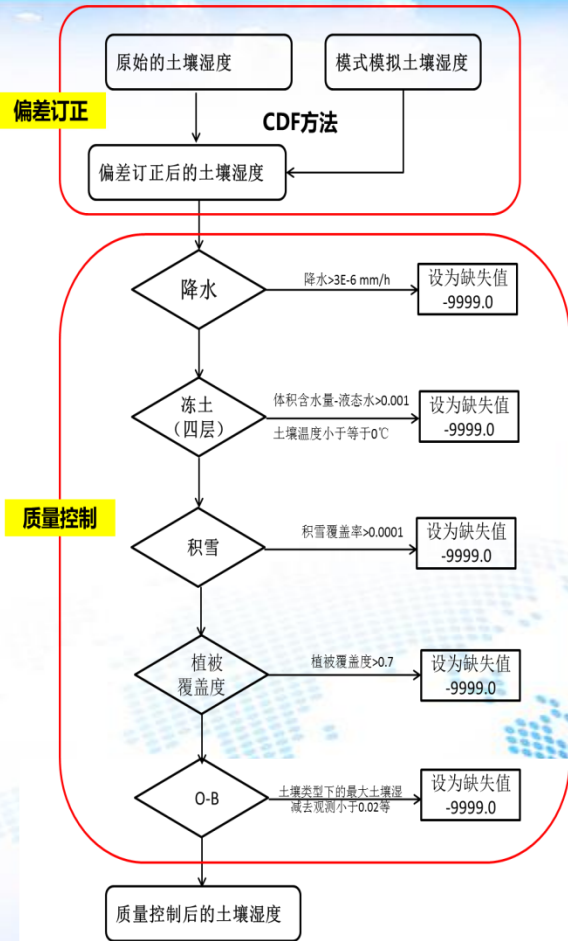 原始的土壤湿度
模式模拟土壤湿度
偏差订正
CDF方法
偏差订正后的土壤湿度
降水
降水>3E-6 mm/h
设为缺失值
-9999.0
冻土
（四层）
体积含水量-液态水>0.001
土壤温度小于等于0℃
设为缺失值
-9999.0
质量控制
积雪
积雪覆盖率>0.0001
设为缺失值
-9999.0
植被
覆盖度
植被覆盖度>0.7
设为缺失值
-9999.0
O-B
土壤类型下的最大土壤湿
减去观测小于0.02等
设为缺失值
-9999.0
质量控制后的土壤湿度